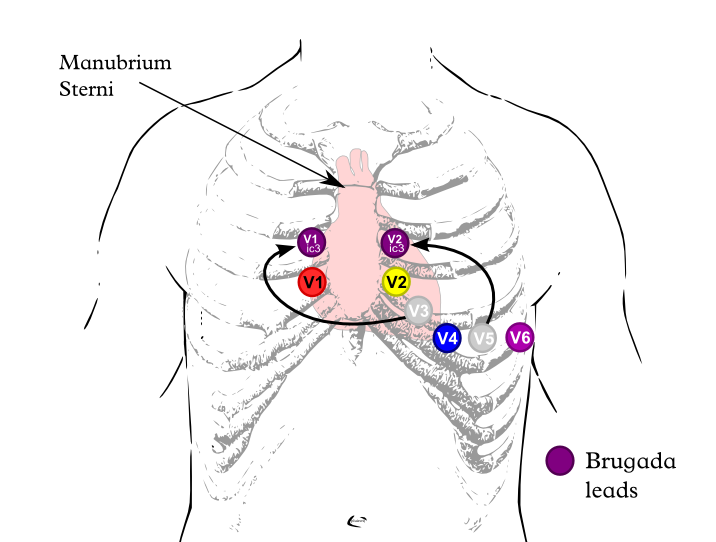 Manubrium
Sterni
V1
ic3
V2
ic3
V1
V2
V3
V4
V5
V6
Brugada
leads